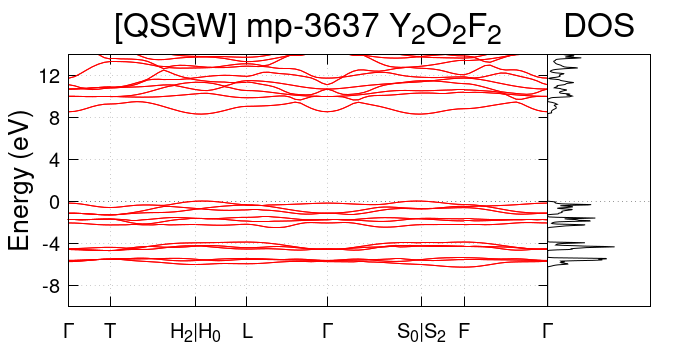 [QSGW] mp-3637 Y₂O₂F₂ DOS
Energy (eV)
12
8
4
0
-4
-8
Γ T H₂|H₀ L Γ S₀|S₂ F Γ